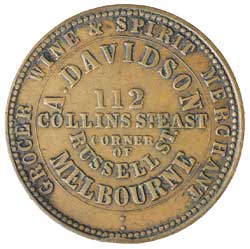 GROCER WINE & SPIRIT MERCHANT
A. DAVIDSON
112
COLLINS ST. EAST
CORNER
OF
RUSSELL ST.
MELBOURNE